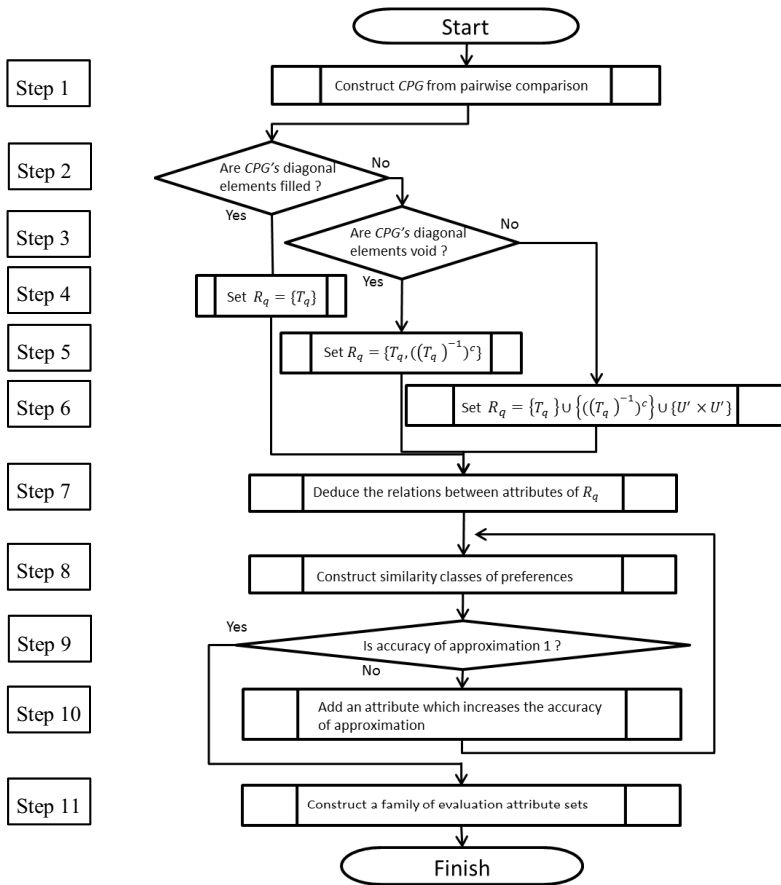 Start
Step 1
Construct CPG from pairwise comparison
Step 2
Are CPG's diagonal
elements filled ?
No
Yes
Step 3
Are CPG's diagonal
elements void ?
No
Yes
Step 4
Set R_q = {T_q}
Step 5
Set R_q = {T_q, ((T_q)^{-1})^c}
Step 6
Set R_q = {T_q} ∪ {((T_q)^{-1})^c} ∪ {U' × U'}
Step 7
Deduce the relations between attributes of R_q
Step 8
Construct similarity classes of preferences
Step 9
Yes
Is accuracy of approximation 1 ?
No
Step 10
Add an attribute which increases the accuracy
of approximation
Step 11
Construct a family of evaluation attribute sets
Finish